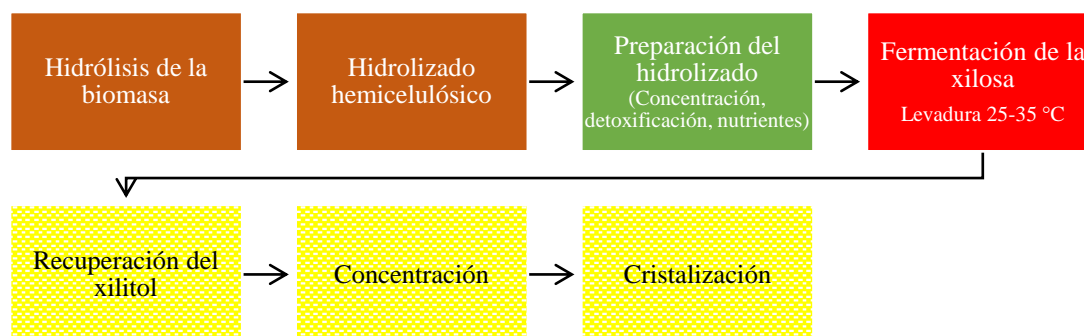 Hidrólisis de la
biomasa
Hidrolizado
hemicelulósico
Preparación del
hidrolizado
(Concentración,
detoxificación, nutrientes)
Fermentación de la
xilosa
Levadura 25-35 °C
Recuperación del
xilitol
Concentración
Cristalización